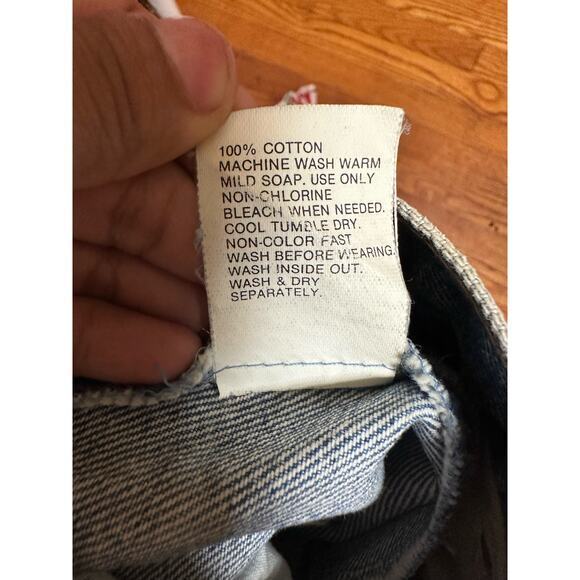 100% COTTON
MACHINE WASH WARM
MILD SOAP. USE ONLY
NON-CHLORINE
BLEACH WHEN NEEDED.
COOL TUMBLE DRY.
NON-COLOR FAST
WASH BEFORE WEARING.
WASH INSIDE OUT.
WASH & DRY
SEPARATELY.